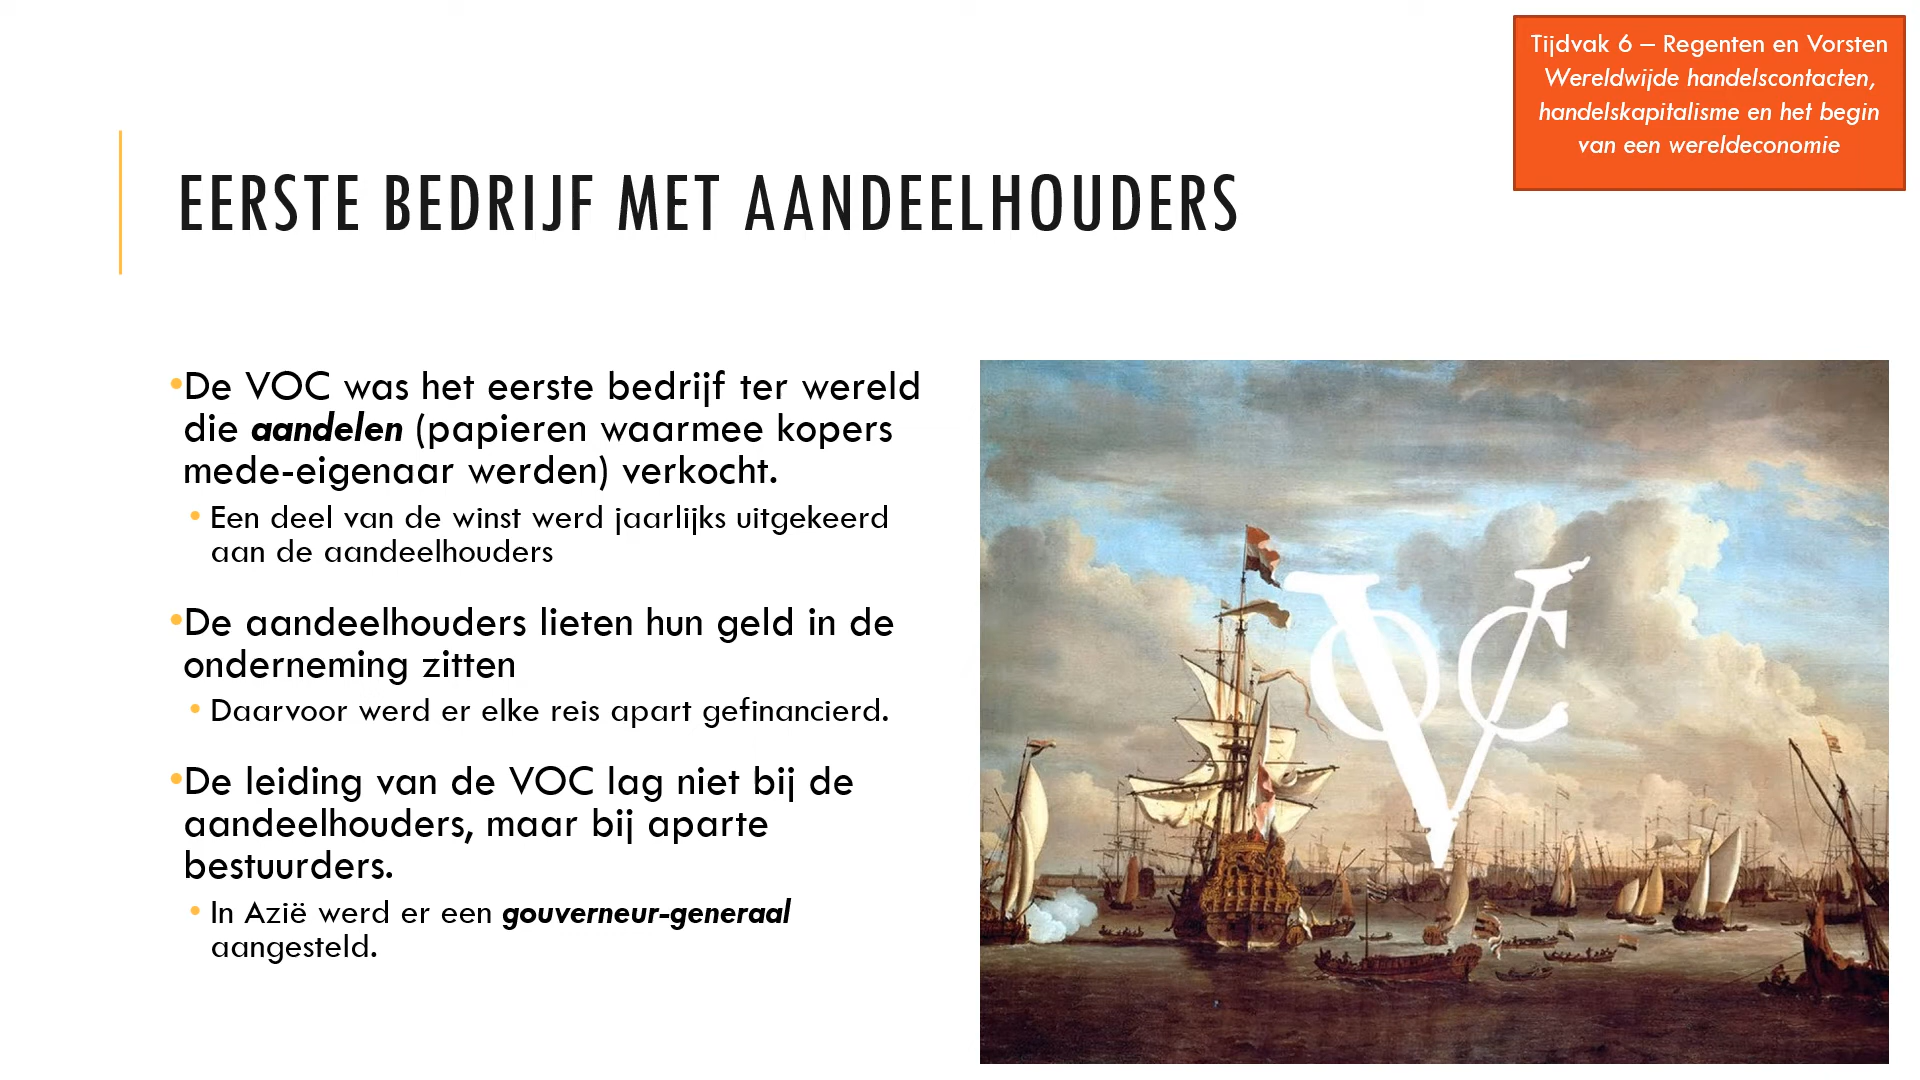 Tijdvak 6 – Regenten en Vorsten
Wereldwijde handelscontacten,
handelskapitalisme en het begin
van een wereldeconomie
EERSTE BEDRIJF MET AANDEELHOUDERS
•De VOC was het eerste bedrijf ter wereld
die aandelen (papieren waarmee kopers
mede-eigenaar werden) verkocht.
• Een deel van de winst werd jaarlijks uitgekeerd
aan de aandeelhouders
•De aandeelhouders lieten hun geld in de
onderneming zitten
• Daarvoor werd er elke reis apart gefinancierd.
•De leiding van de VOC lag niet bij de
aandeelhouders, maar bij aparte
bestuurders.
• In Azië werd er een gouverneur-generaal
aangesteld.
VOC